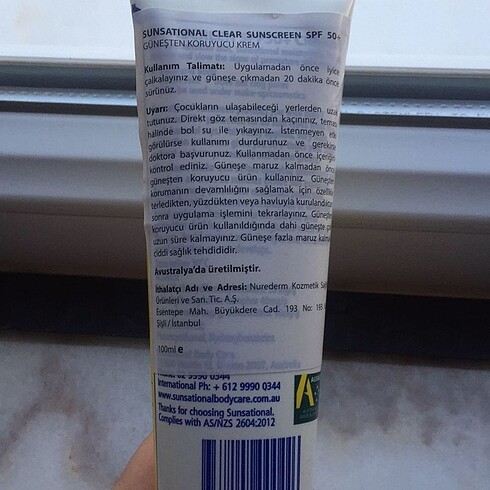 SUNSATIONAL CLEAR SUNSCREEN SPF 50+
GÜNEŞTEN KORUYUCU KREM
Kullanım Talimatı: Uygulamadan önce iyice
çalkalayınız ve güneşe çıkmadan 20 dakika önce
sürünüz.
Uyarı: Çocukların ulaşabileceği yerlerden uzak
tutunuz. Direkt göz temasından kaçınınız, temas
halinde bol su ile yıkayınız. İstenmeyen etki
görülürse kullanımı durdurunuz ve gerekirse
doktora başvurunuz. Kullanmadan önce içeriğini
kontrol ediniz. Güneşe maruz kalmadan önce
güneşten koruyucu ürün kullanınız. Güneşten
korumanın devamlılığını sağlamak için özellikle
terledikten, yüzdükten veya havluyla kurulandıktan
sonra uygulama işlemini tekrarlayınız. Güneşten
koruyucu ürün kullanıldığında dahi güneşte çok
uzun süre kalmayınız. Güneşe fazla maruz kalmak
ciddi sağlık tehdididir.
Avustralya'da üretilmiştir.
İthalatçı Adı ve Adresi: Nurederm Kozmetik
Ürünleri ve San. Tic. A.Ş.
Esentepe Mah. Büyükdere Cad. 193 No: 193
Şişli / İstanbul
100ml e
Phone: 02 9990 0344
International Ph: + 612 9990 0344
www.sunsationalbodycare.com.au
Thanks for choosing Sunsational.
Complies with AS/NZS 2604:2012